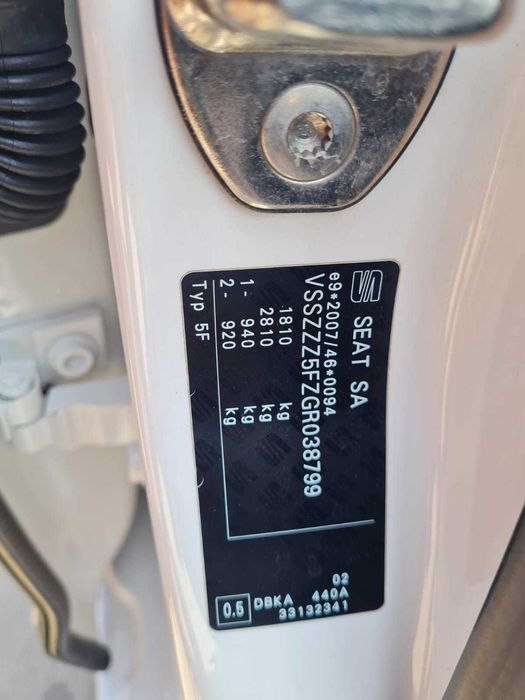 SEAT SA
e9*2007/46*0094
VSSZZZ5FZGR038799
1810 kg
2810 kg
1- 940 kg
2- 920 kg
Typ 5F
02
0.5 DBKA 440A
33132341